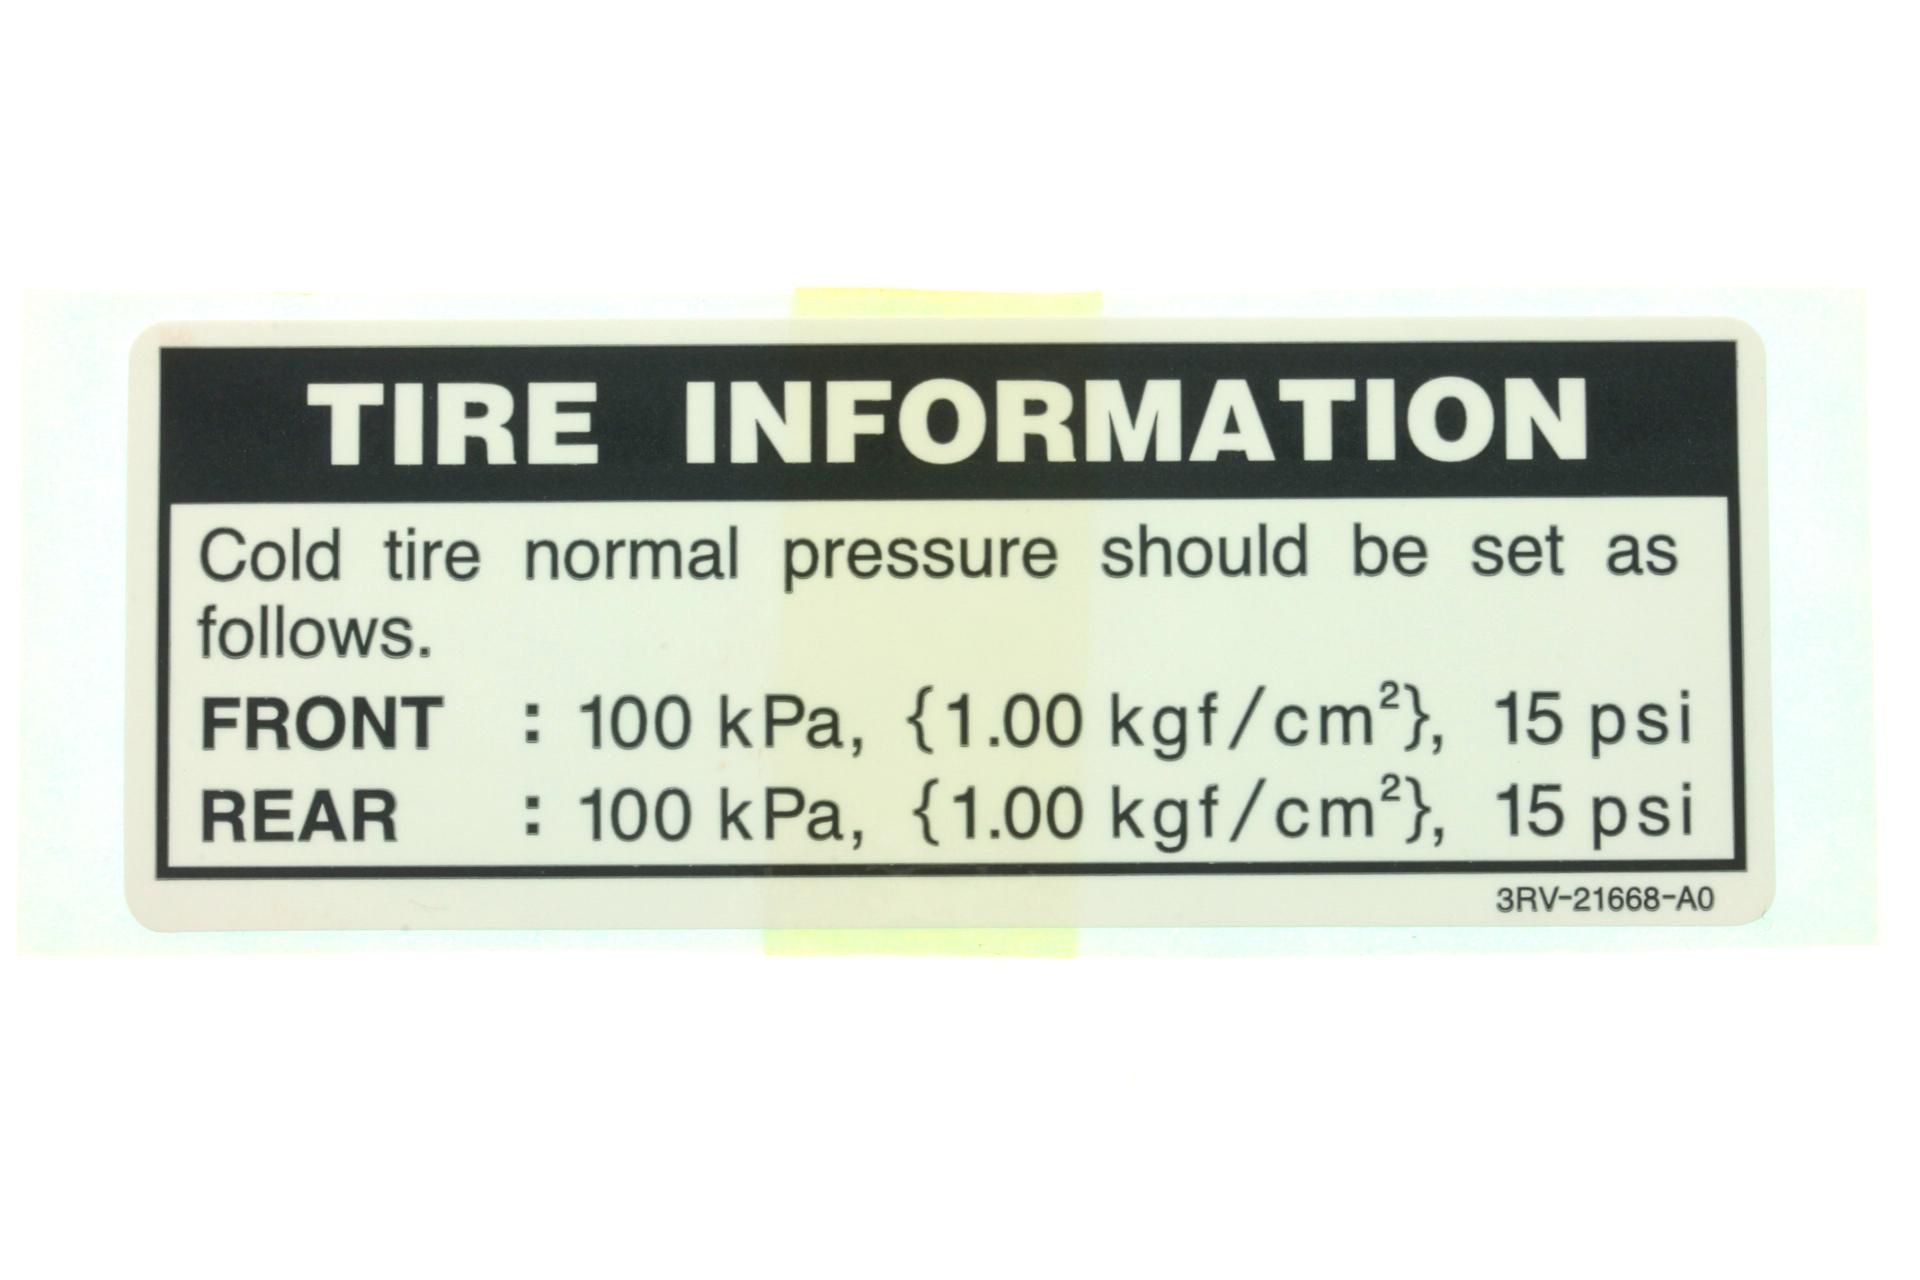 TIRE INFORMATION
Cold tire normal pressure should be set as
follows.
FRONT : 100 kPa, {1.00 kgf/cm²}, 15 psi
REAR : 100 kPa, {1.00 kgf/cm²}, 15 psi
3RV-21668-A0